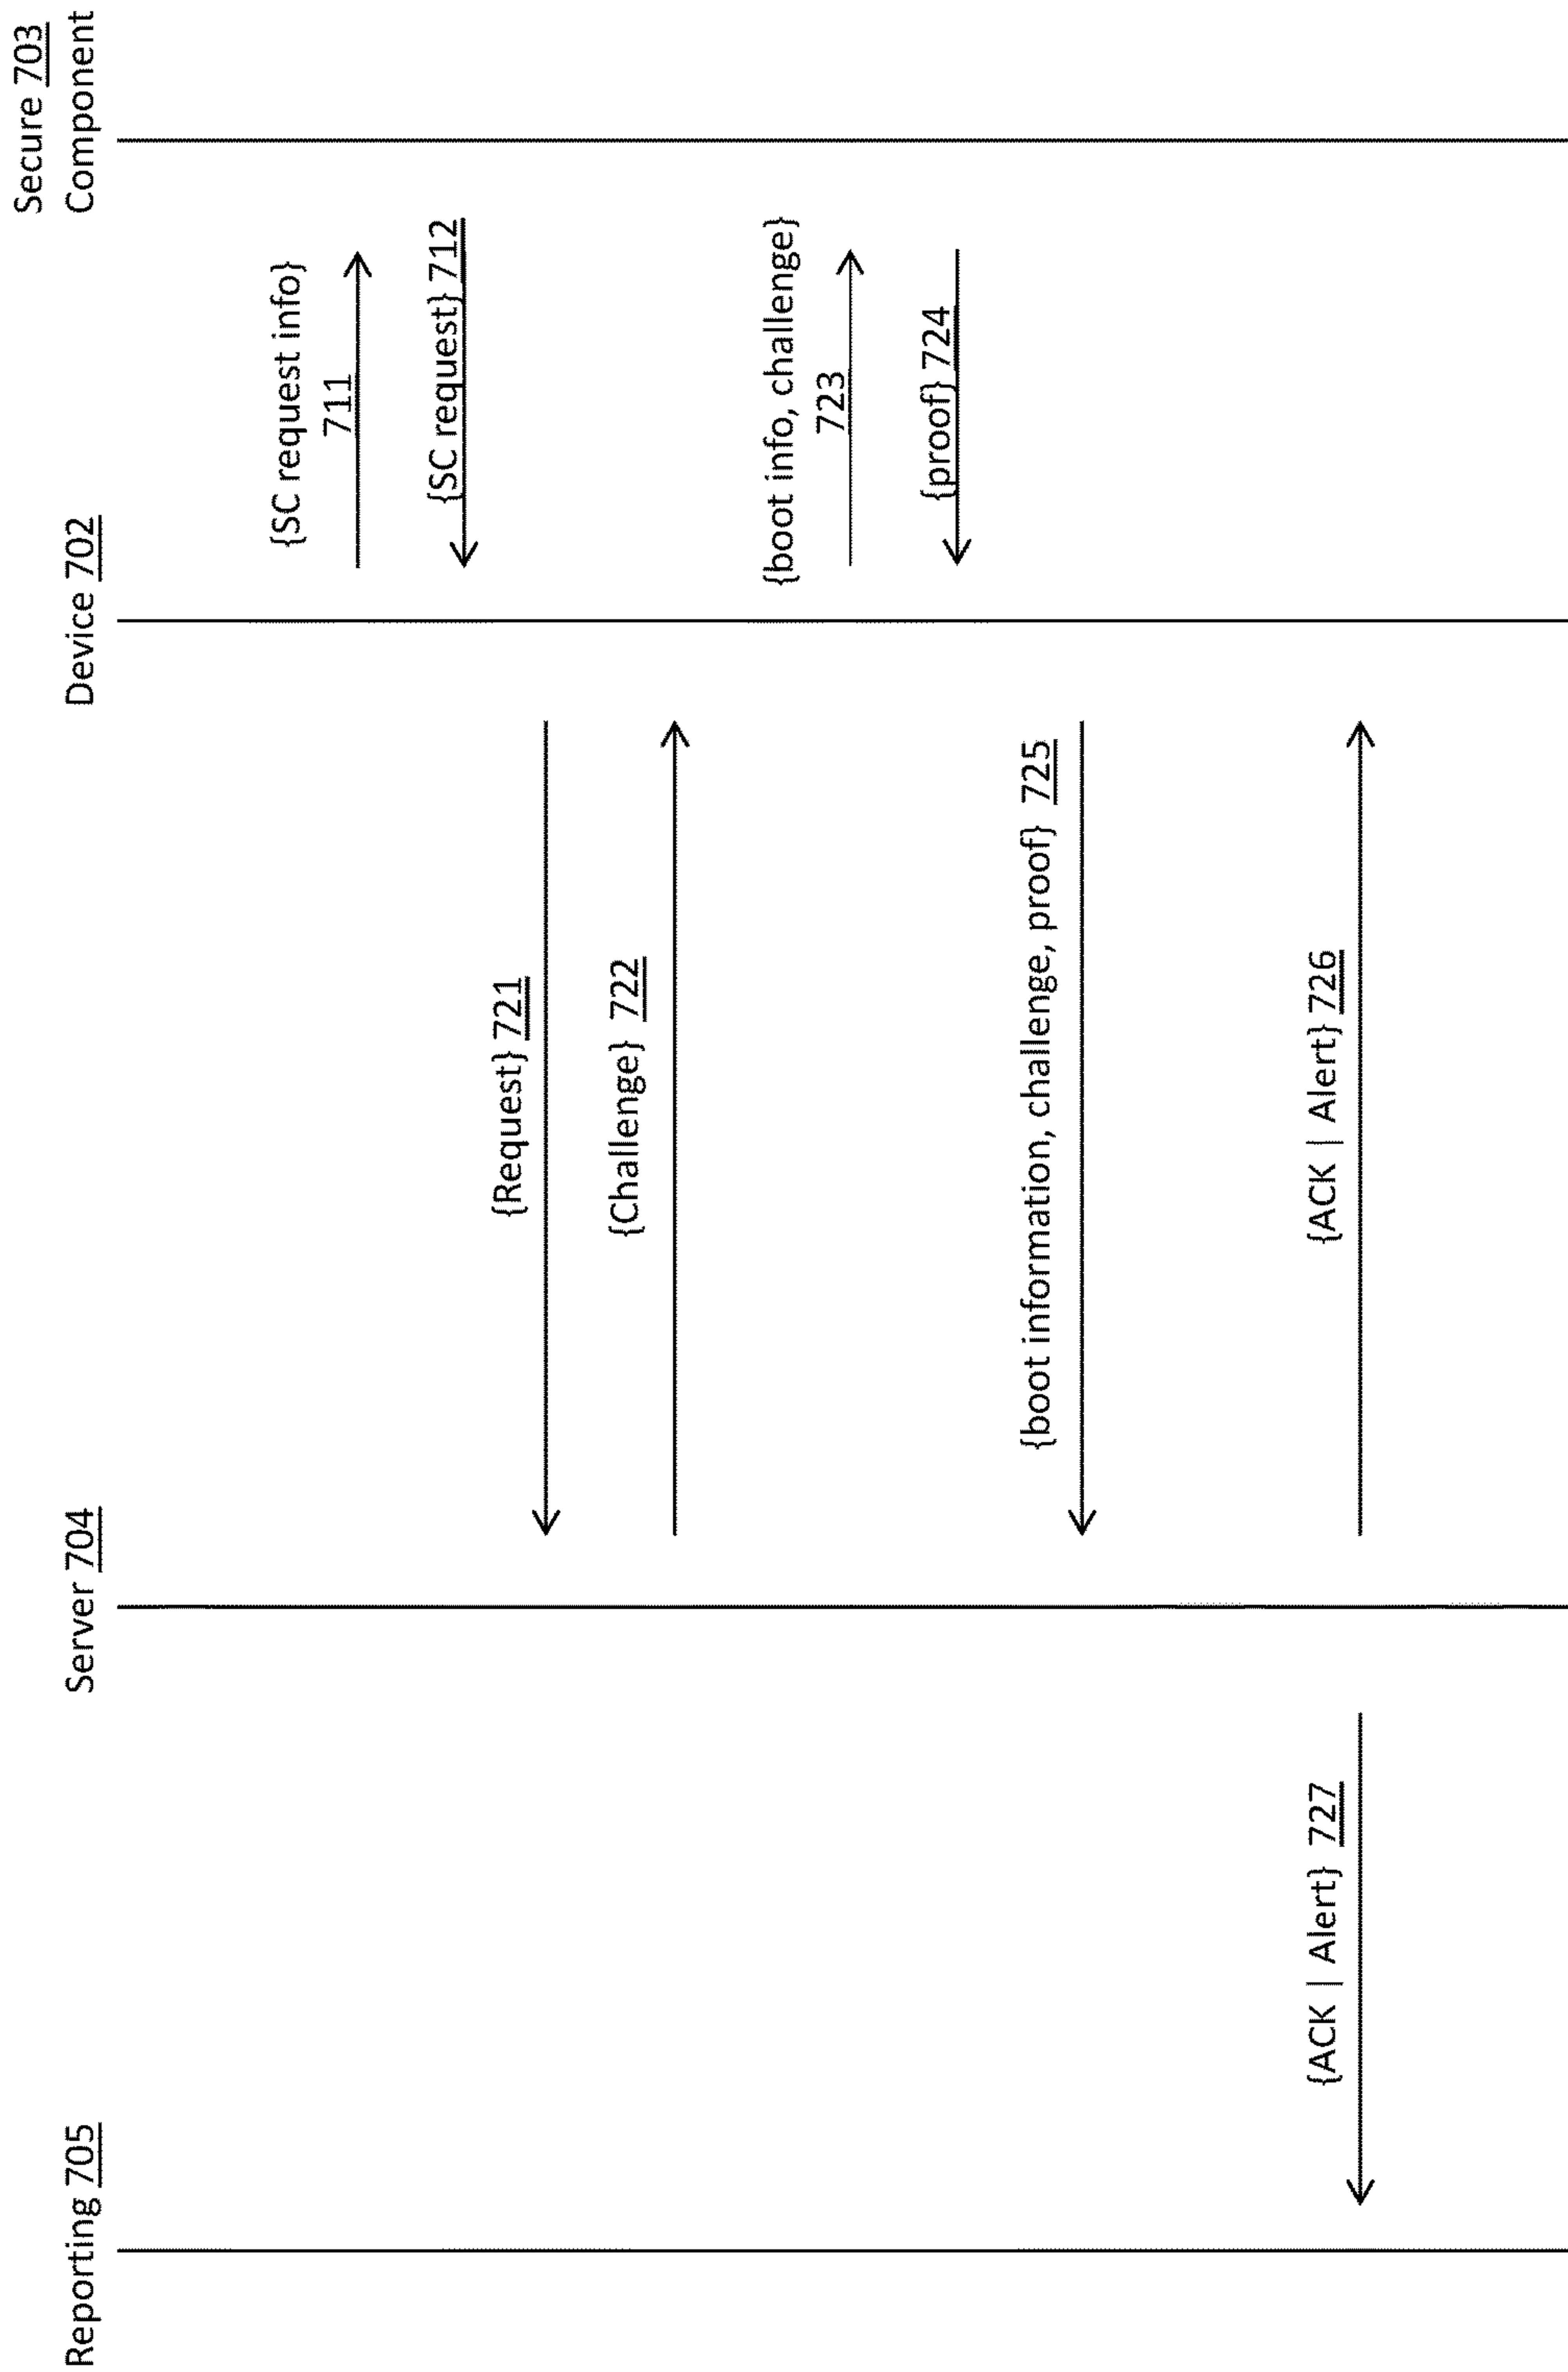 Reporting 705
Server 704
Device 702
Secure 703
Component
{SC request info}
711
{SC request} 712
{Request} 721
{Challenge} 722
{boot info, challenge}
723
{proof} 724
{boot information, challenge, proof} 725
{ACK | Alert} 727
{ACK | Alert} 726